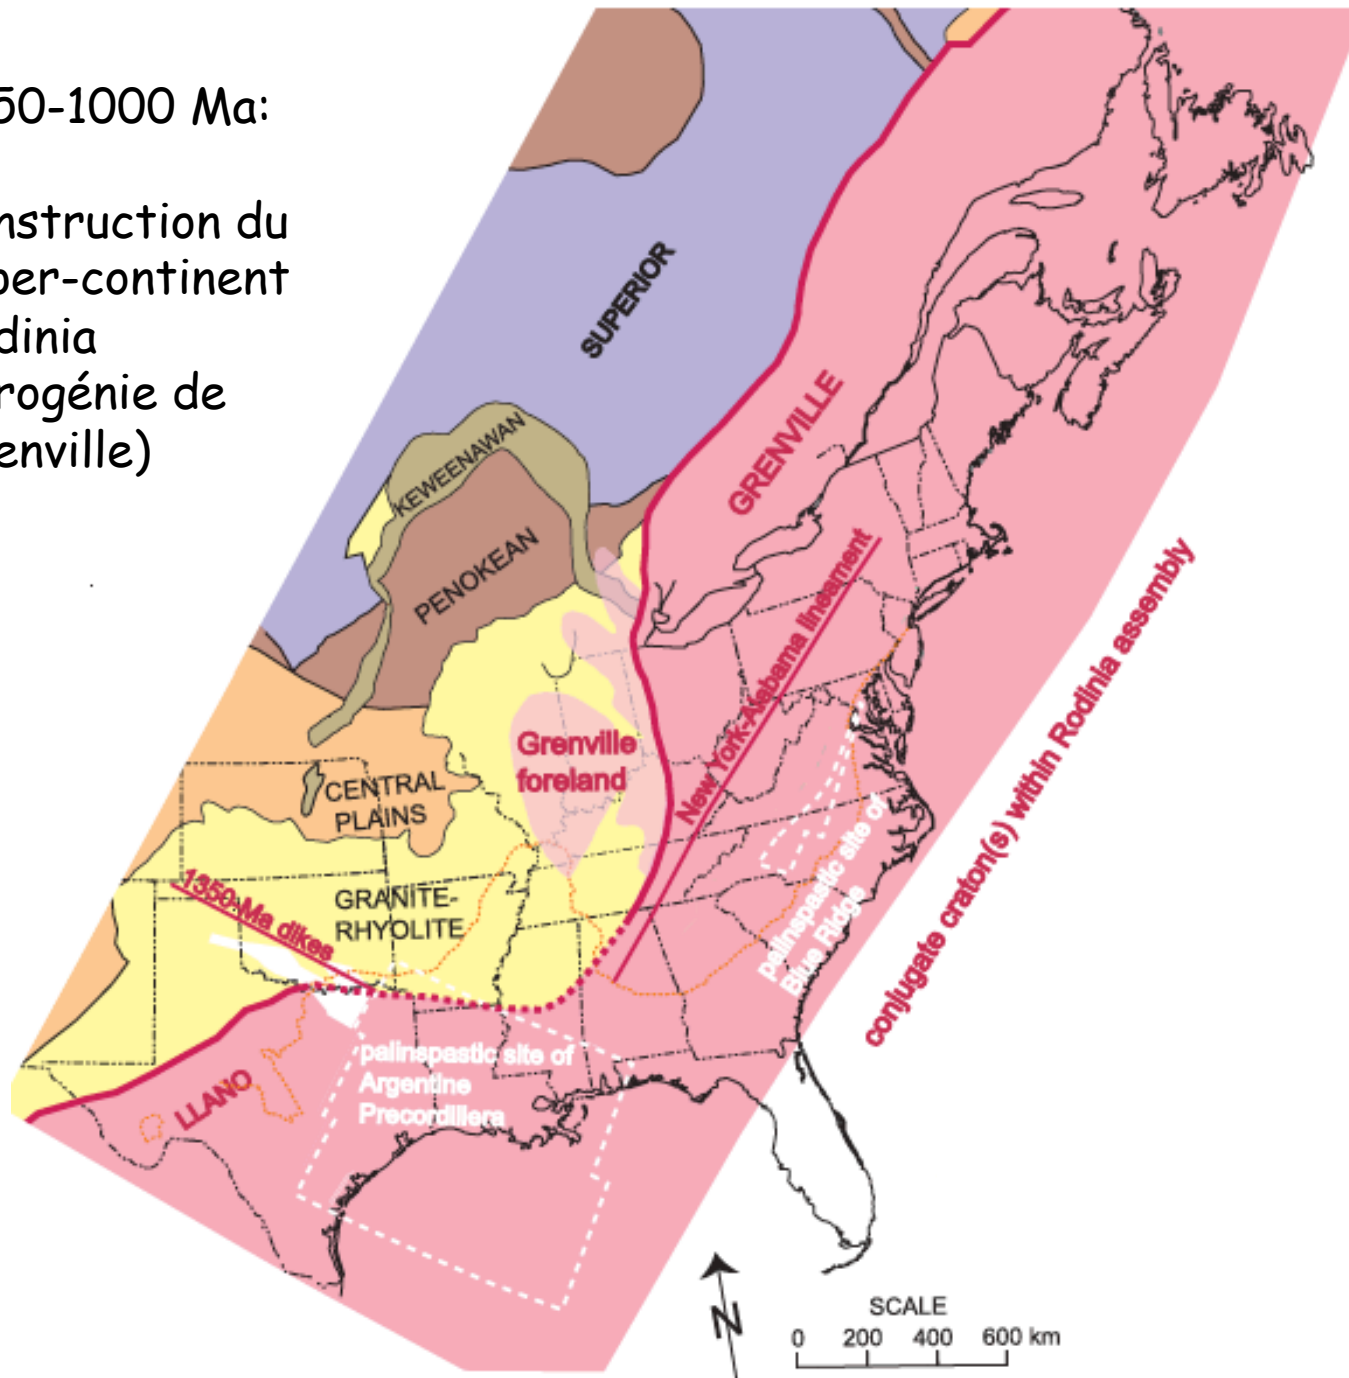 50-1000 Ma:
nstruction du
per-continent
dinia
rogénie de
enville)
SUPERIOR
GRENVILLE
KEWEENAWAN
PENOKEAN
New York-Alabama lineament
conjugate craton(s) within Rodinia assembly
Grenville
foreland
CENTRAL
PLAINS
1350-Ma dikes
GRANITE-
RHYOLITE
palinspastic site of
Blue Ridge
palinspastic site of
Argentine
Precordillera
LLANO
N
SCALE
0 200 400 600 km